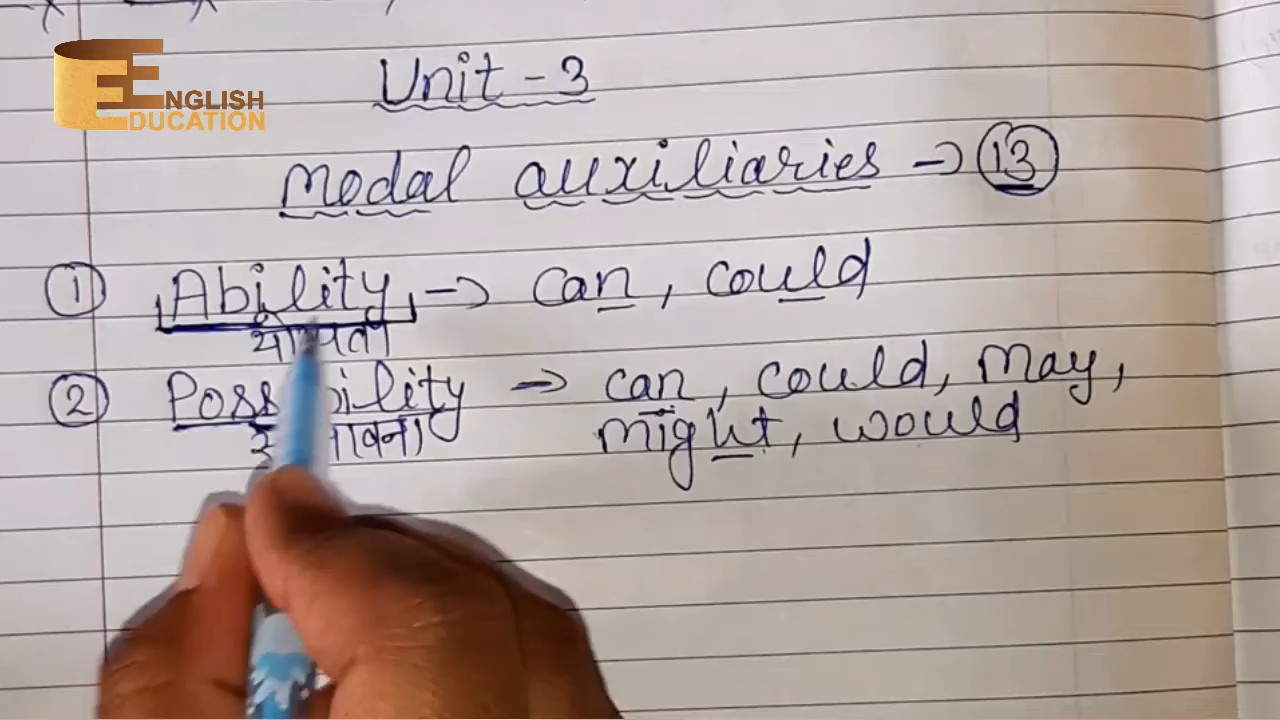 ENGLISH
EDUCATION
Unit - 3
Modal auxiliaries → 13
① Ability → can, could
② Possibility → can, could, may,
might, would